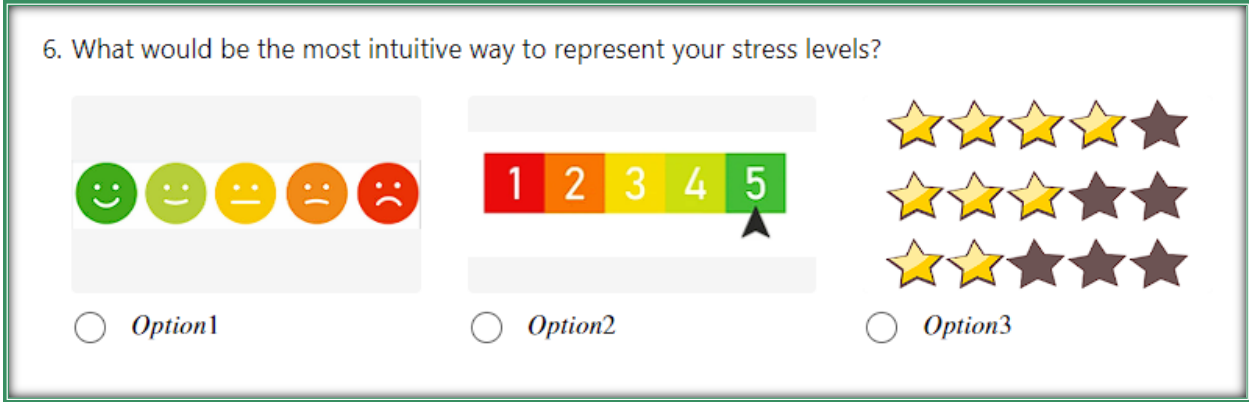 6. What would be the most intuitive way to represent your stress levels?
1 2 3 4 5
Option1
Option2
Option3